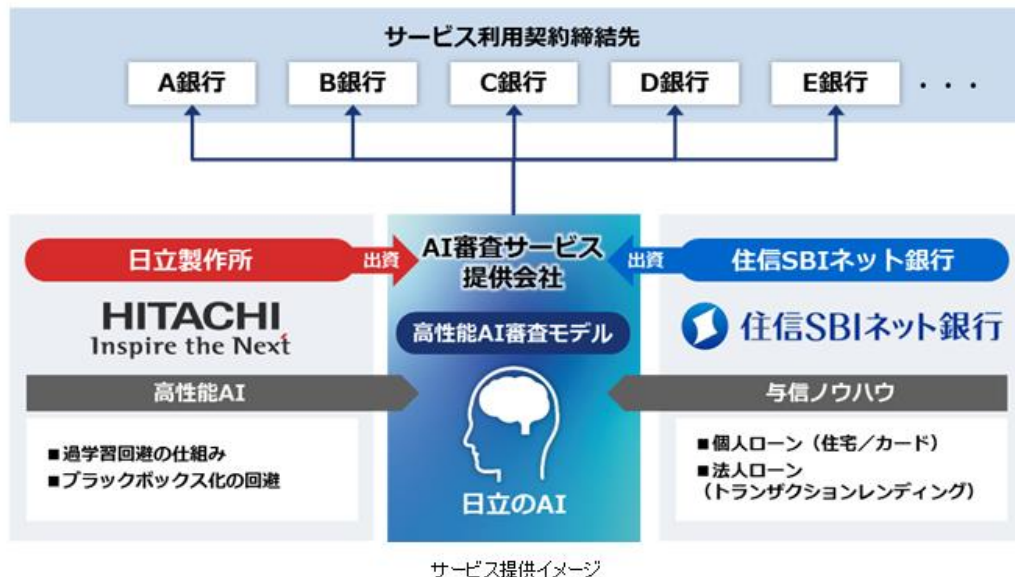 サービス利用契約締結先
A銀行 B銀行 C銀行 D銀行 E銀行 ・・・
日立製作所
出資
AI審査サービス
提供会社
出資
住信SBIネット銀行
HITACHI
Inspire the Next
高性能AI審査モデル
住信SBIネット銀行
高性能AI
与信ノウハウ
■過学習回避の仕組み
■ブラックボックス化の回避
日立のAI
■個人ローン（住宅／カード）
■法人ローン
（トランザクションレンディング）
サービス提供イメージ